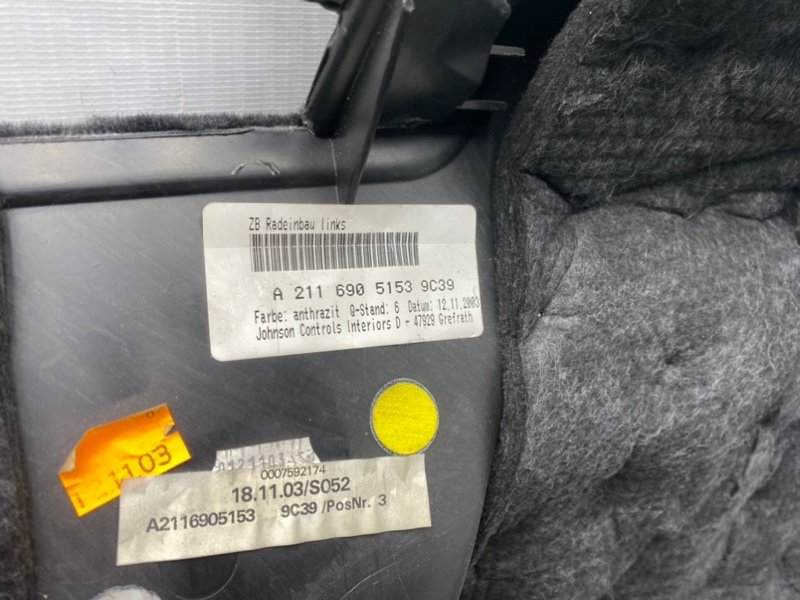 ZB Radeinbau links
A 211 690 5153 9C39
Farbe: anthrazit Q-Stand: 6 Datum: 12.11.2003
Johnson Controls Interiors D - 47929 Grefrath
121103
0007592174
18.11.03/S052
A2116905153 9C39 /PosNr. 3